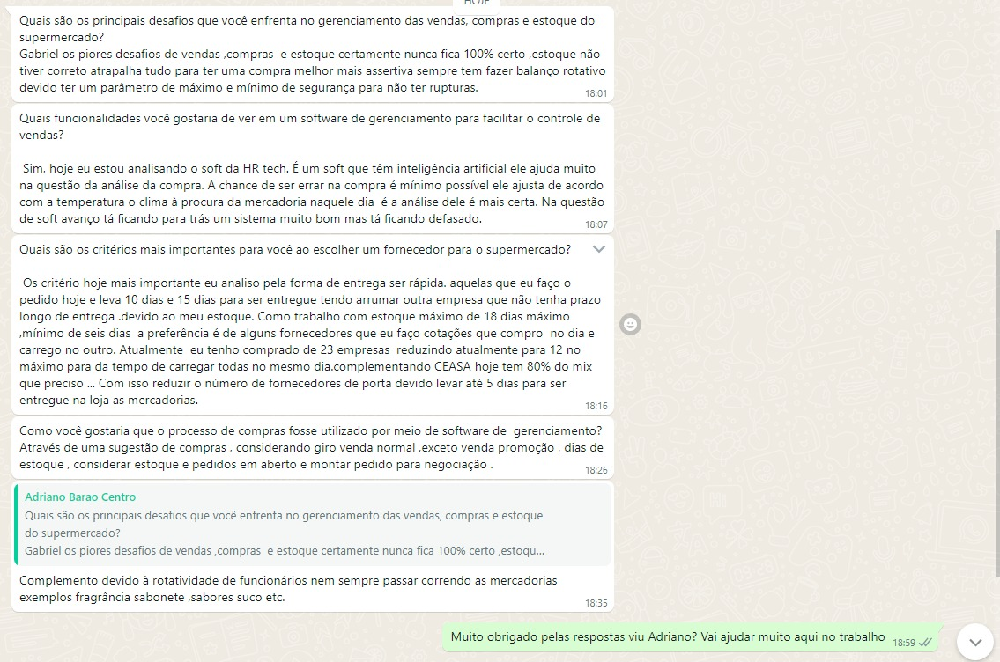 HOJE
Quais são os principais desafios que você enfrenta no gerenciamento das vendas, compras e estoque do
supermercado?
Gabriel os piores desafios de vendas ,compras e estoque certamente nunca fica 100% certo ,estoque não
tiver correto atrapalha tudo para ter uma compra melhor mais assertiva sempre tem fazer balanço rotativo
devido ter um parâmetro de máximo e mínimo de segurança para não ter rupturas.
18:01
Quais funcionalidades você gostaria de ver em um software de gerenciamento para facilitar o controle de
vendas?
Sim, hoje eu estou analisando o soft da HR tech. É um soft que têm inteligência artificial ele ajuda muito
na questão da análise da compra. A chance de ser errar na compra é mínimo possível ele ajusta de acordo
com a temperatura o clima à procura da mercadoria naquele dia é a análise dele é mais certa. Na questão
de soft avanço tá ficando para trás um sistema muito bom mas tá ficando defasado.
18:07
Quais são os critérios mais importantes para você ao escolher um fornecedor para o supermercado?
Os critério hoje mais importante eu analiso pela forma de entrega ser rápida. aquelas que eu faço o
pedido hoje e leva 10 dias e 15 dias para ser entregue tendo arrumar outra empresa que não tenha prazo
longo de entrega .devido ao meu estoque. Como trabalho com estoque máximo de 18 dias máximo
,mínimo de seis dias a preferência é de alguns fornecedores que eu faço cotações que compro no dia e
carrego no outro. Atualmente eu tenho comprado de 23 empresas reduzindo atualmente para 12 no
máximo para da tempo de carregar todas no mesmo dia.complementando CEASA hoje tem 80% do mix
que preciso ... Com isso reduzir o número de fornecedores de porta devido levar até 5 dias para ser
entregue na loja as mercadorias.
18:16
Como você gostaria que o processo de compras fosse utilizado por meio de software de gerenciamento?
Através de uma sugestão de compras , considerando giro venda normal ,exceto venda promoção , dias de
estoque , considerar estoque e pedidos em aberto e montar pedido para negociação .
18:26
Adriano Barao Centro
Quais são os principais desafios que você enfrenta no gerenciamento das vendas, compras e estoque
do supermercado?
Gabriel os piores desafios de vendas ,compras e estoque certamente nunca fica 100% certo ,estoqu...
Complemento devido à rotatividade de funcionários nem sempre passar correndo as mercadorias
exemplos fragrância sabonete ,sabores suco etc.
18:35
Muito obrigado pelas respostas viu Adriano? Vai ajudar muito aqui no trabalho
18:59